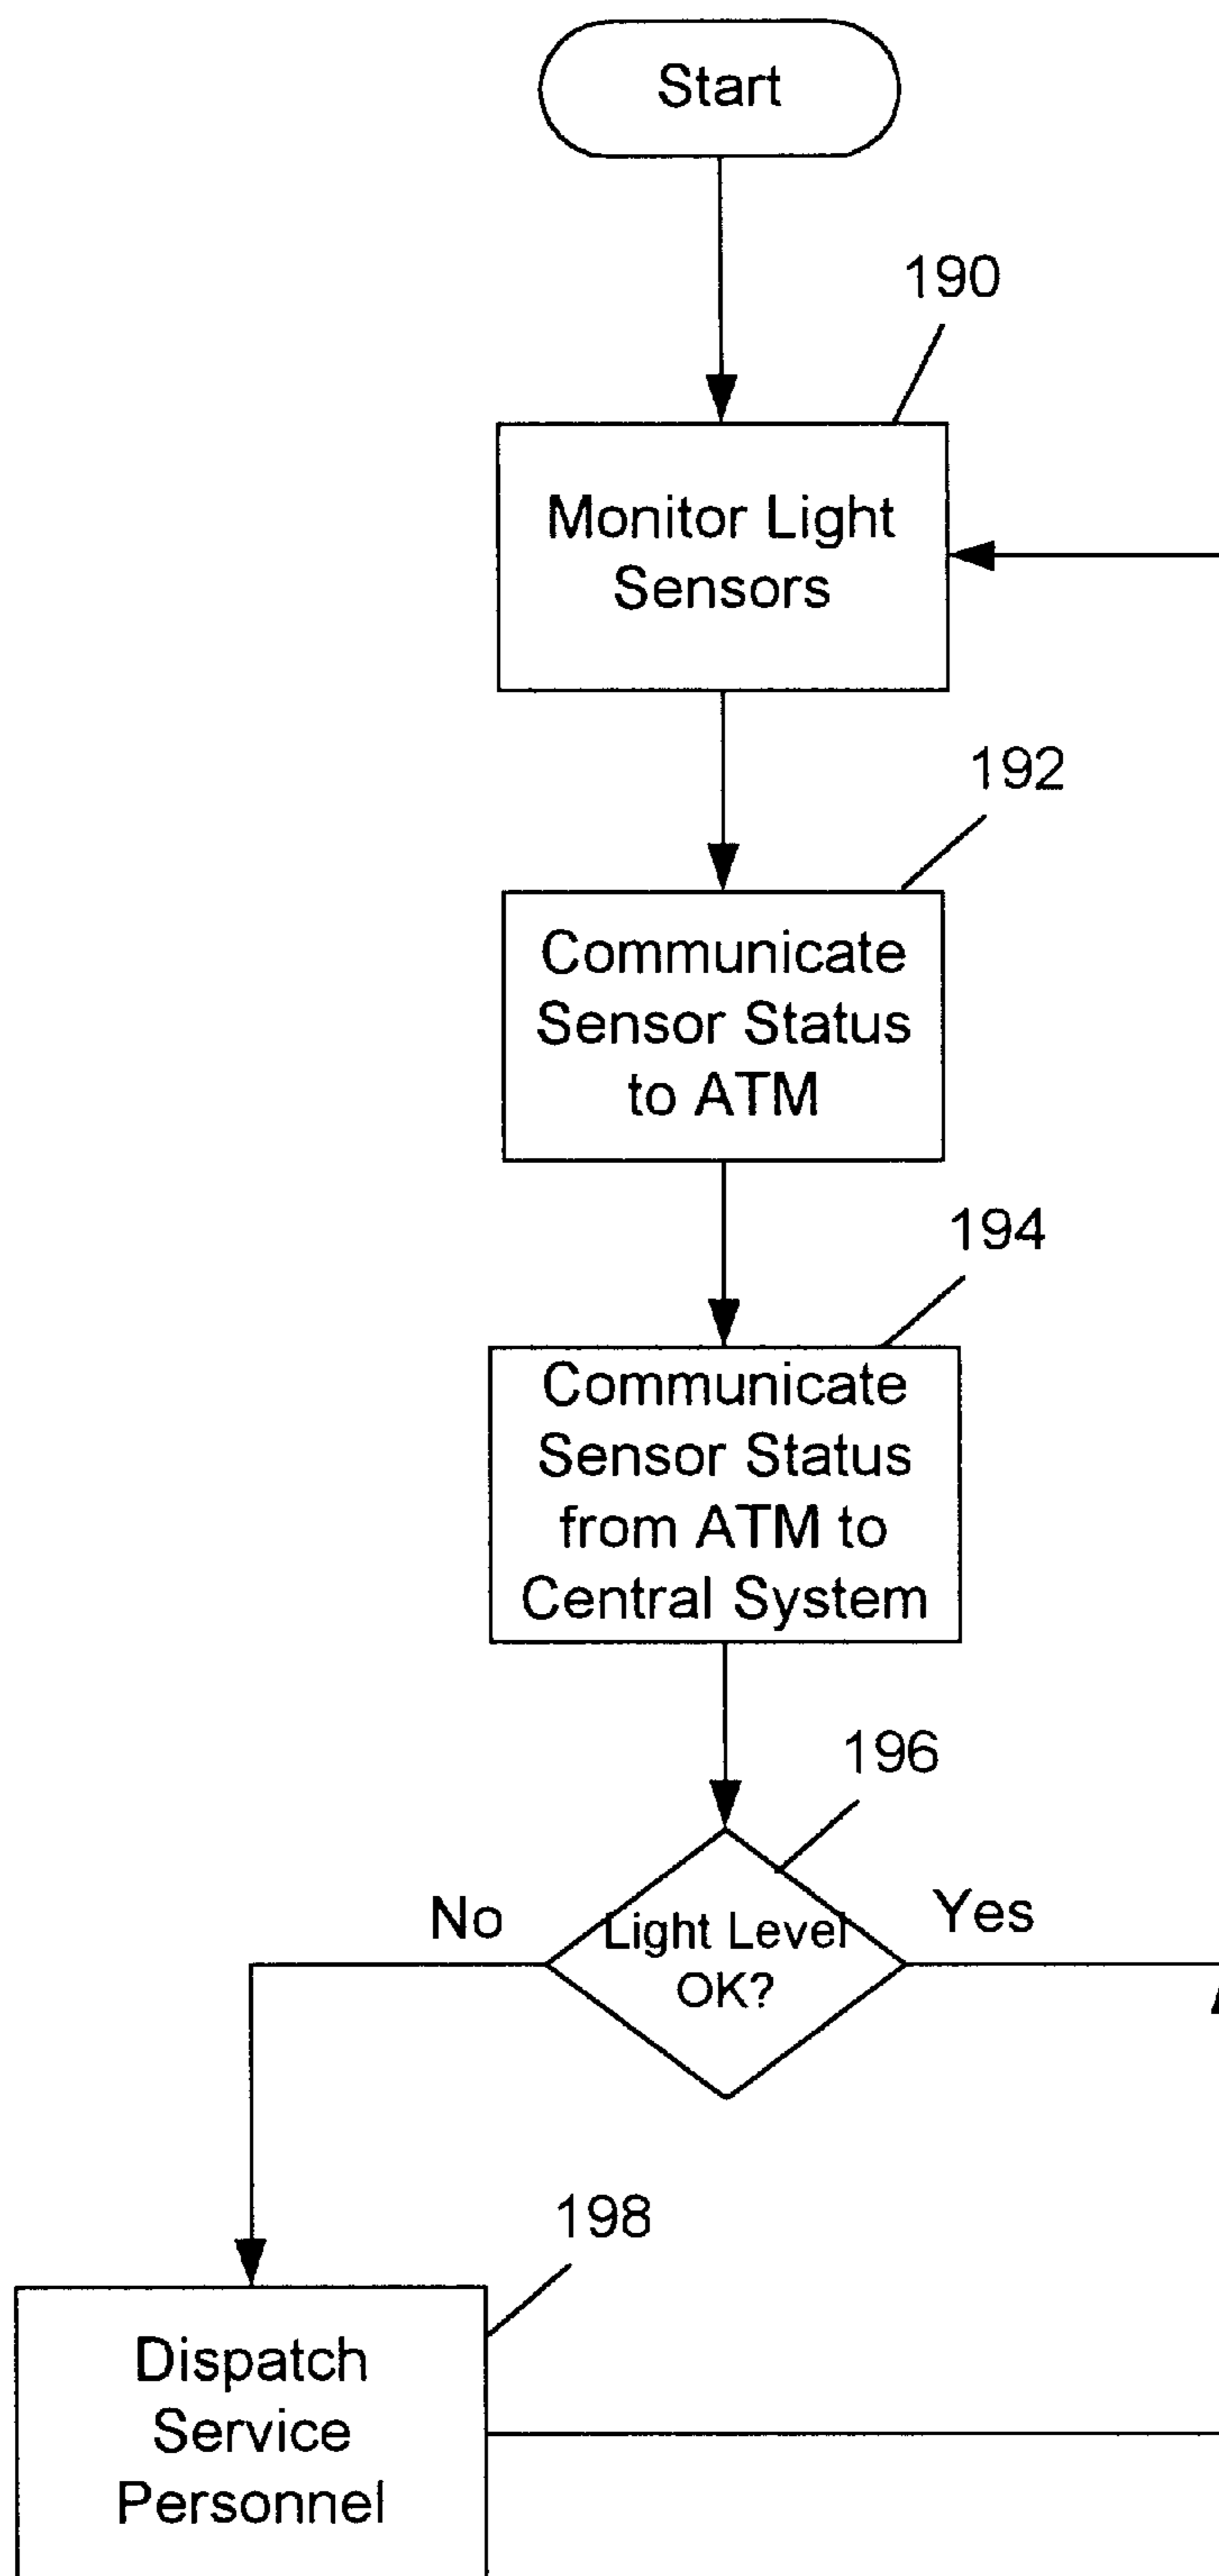 Start
190
Monitor Light
Sensors
192
Communicate
Sensor Status
to ATM
194
Communicate
Sensor Status
from ATM to
Central System
196
No
Light Level
OK?
Yes
198
Dispatch
Service
Personnel